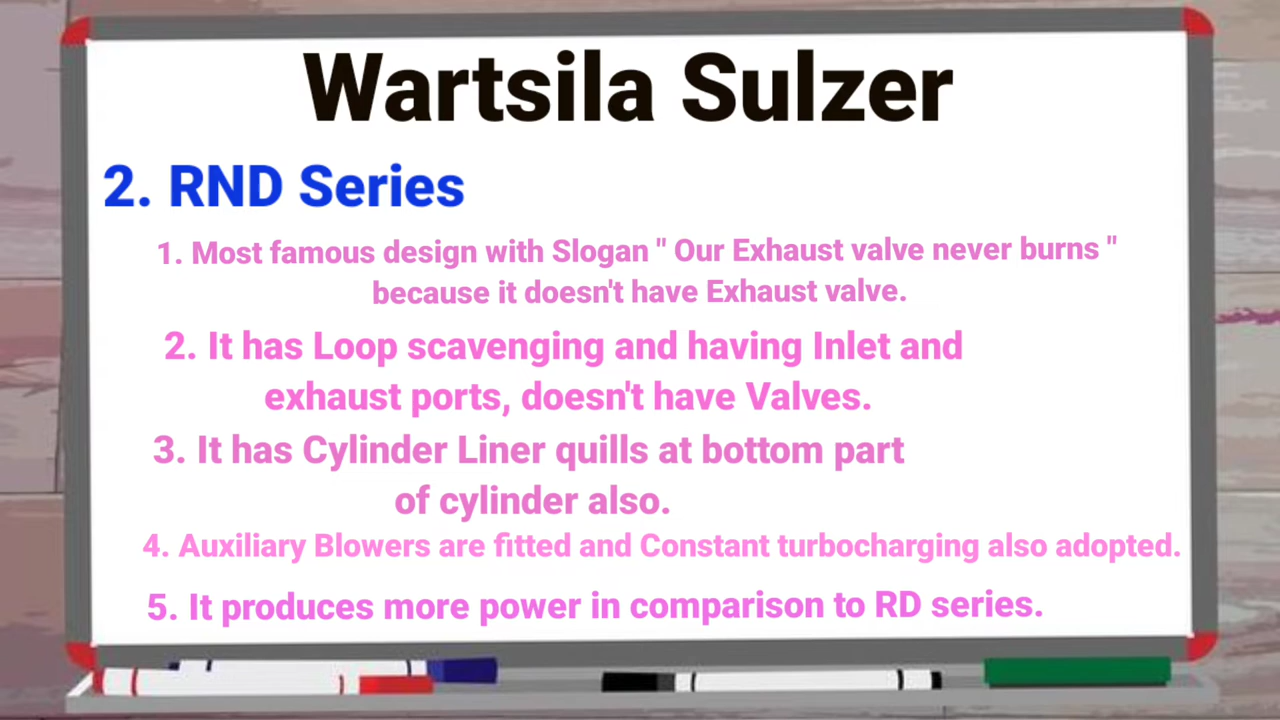 Wartsila Sulzer
2. RND Series
1. Most famous design with Slogan " Our Exhaust valve never burns "
because it doesn't have Exhaust valve.
2. It has Loop scavenging and having Inlet and
exhaust ports, doesn't have Valves.
3. It has Cylinder Liner quills at bottom part
of cylinder also.
4. Auxiliary Blowers are fitted and Constant turbocharging also adopted.
5. It produces more power in comparison to RD series.